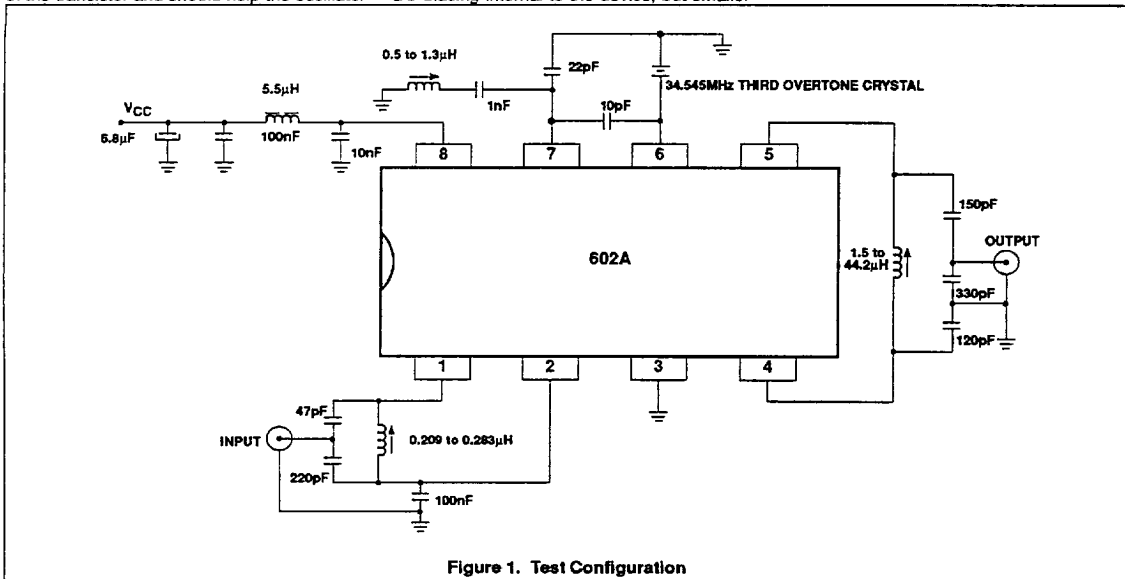 0.5 to 1.3μH
22pF
34.545MHz THIRD OVERTONE CRYSTAL
5.5μH
1nF
10pF
VCC
6.8μF
100nF
10nF
8
7
6
5
150pF
OUTPUT
1.5 to
44.2μH
602A
330pF
120pF
1
2
3
4
47pF
INPUT
0.209 to 0.283μH
220pF
100nF
Figure 1. Test Configuration